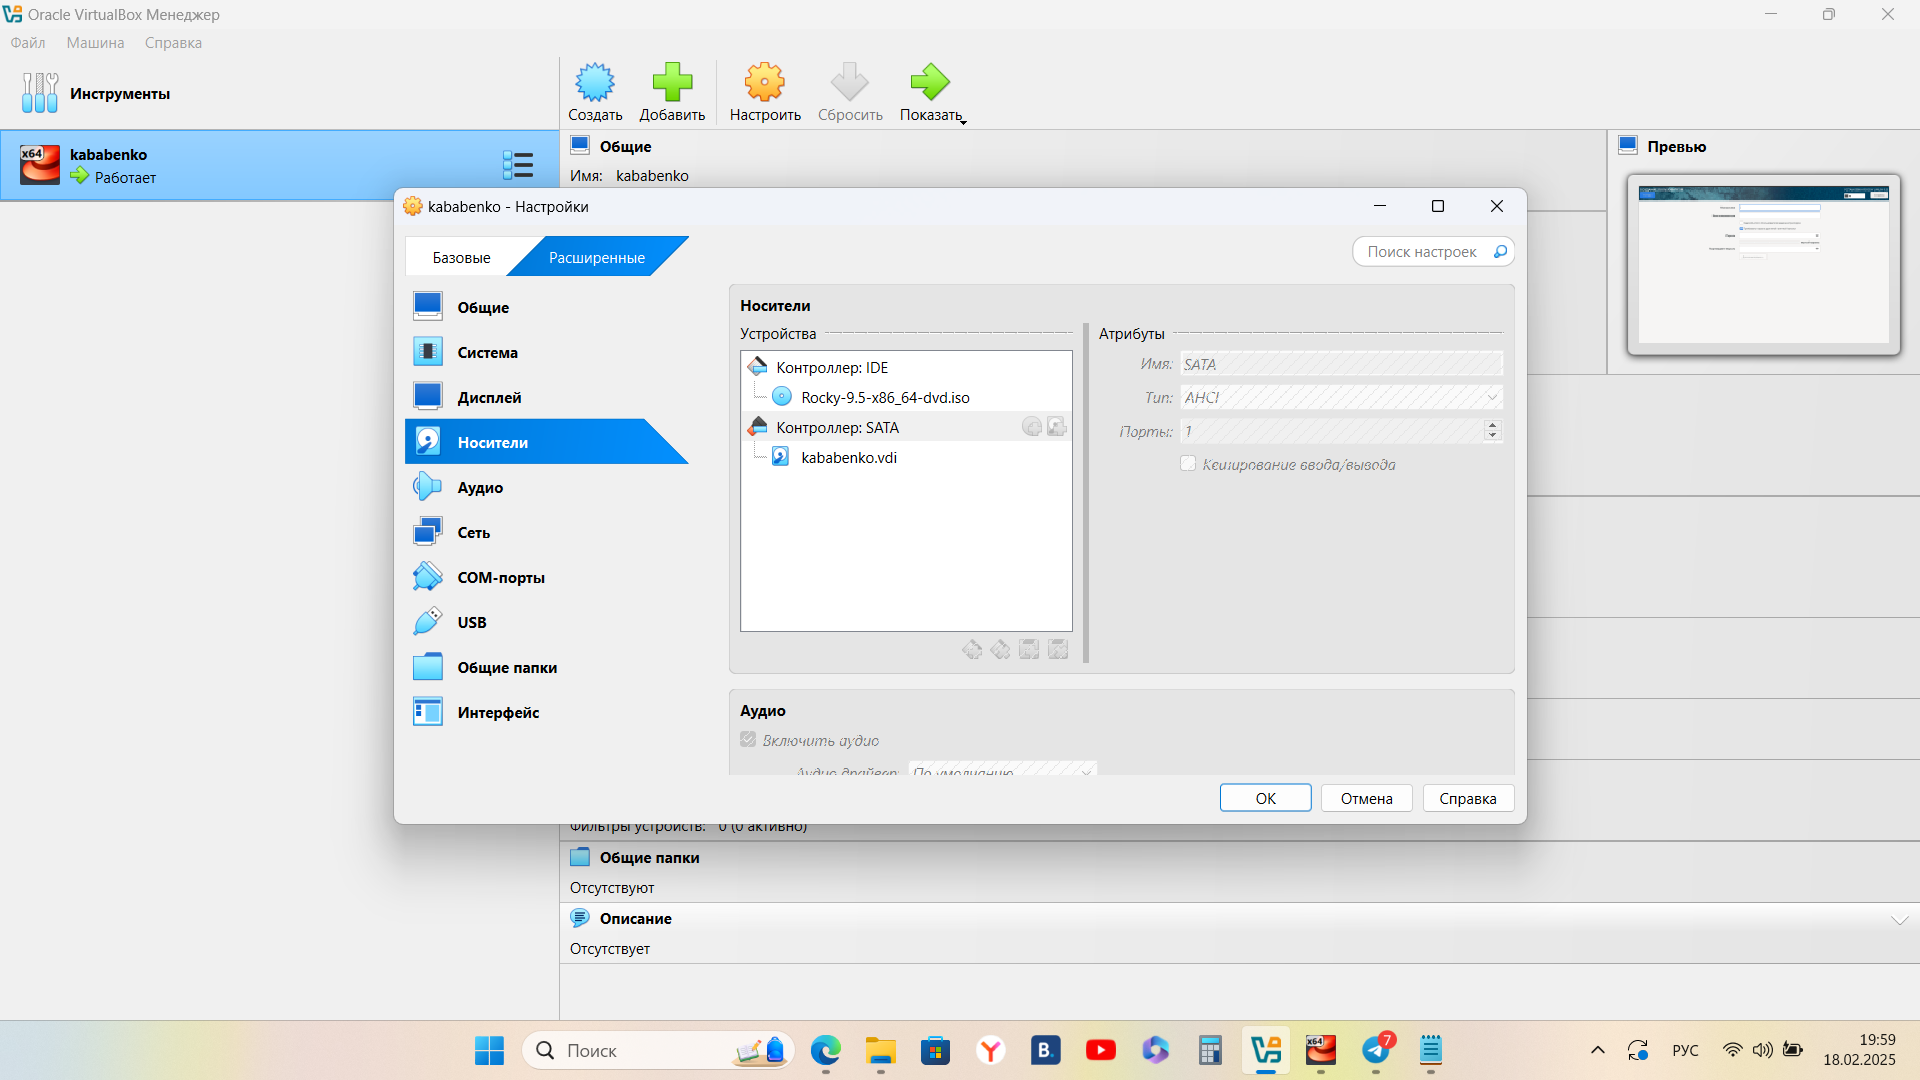 Oracle VirtualBox Менеджер
Файл Машина Справка
Инструменты
Создать Добавить Настроить Сбросить Показать
x64
kababenko
Работает
Общие
Имя: kababenko
Превью
kababenko - Настройки
Базовые Расширенные
Поиск настроек
Общие
Система
Дисплей
Носители
Аудио
Сеть
COM-порты
USB
Общие папки
Интерфейс
Носители
Устройства
Контроллер: IDE
Rocky-9.5-x86_64-dvd.iso
Контроллер: SATA
kababenko.vdi
Атрибуты
Имя: SATA
Тип: AHCI
Порты: 1
Кеширование ввода/вывода
Аудио
Включить аудио
Аудио драйвер: По умолчанию
OK Отмена Справка
Фильтры устройств: 0 (0 активно)
Общие папки
Отсутствуют
Описание
Отсутствует
Поиск
B.
x64
7
РУС
19:59
18.02.2025